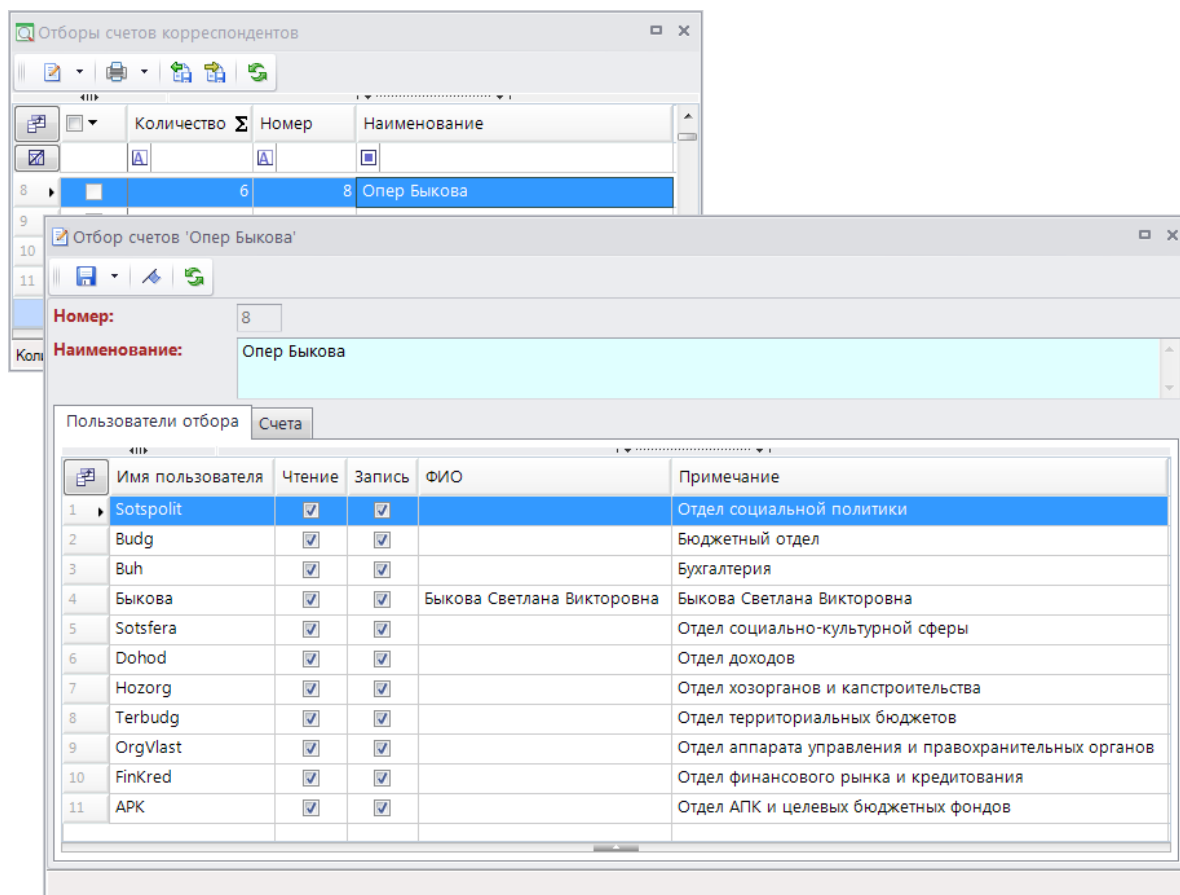 Отборы счетов корреспондентов
Количество Σ Номер Наименование
8 6 8 Опер Быкова
9
10
11
Отбор счетов 'Опер Быкова'
Номер: 8
Наименование: Опер Быкова
Пользователи отбора Счета
Имя пользователя Чтение Запись ФИО Примечание
1 Sotspolit Отдел социальной политики
2 Budg Бюджетный отдел
3 Buh Бухгалтерия
4 Быкова Быкова Светлана Викторовна Быкова Светлана Викторовна
5 Sotsfera Отдел социально-культурной сферы
6 Dohod Отдел доходов
7 Hozorg Отдел хозорганов и капстроительства
8 Terbudg Отдел территориальных бюджетов
9 OrgVlast Отдел аппарата управления и правохранительных органов
10 FinKred Отдел финансового рынка и кредитования
11 APK Отдел АПК и целевых бюджетных фондов